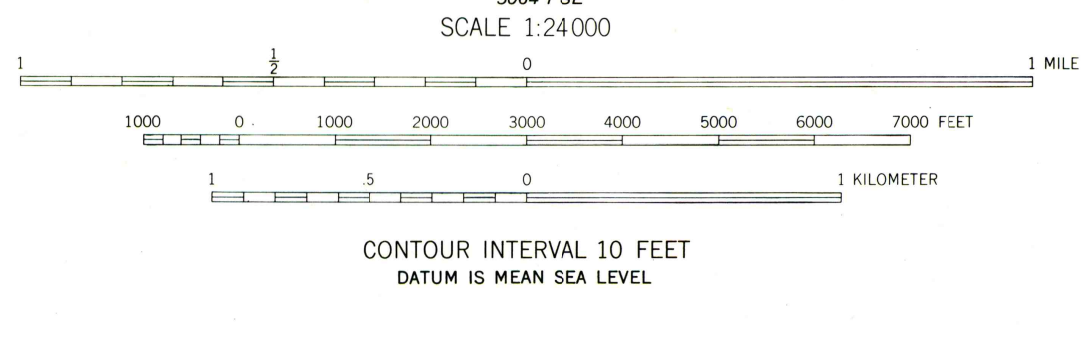 SCALE 1:24000
1 1/2 0 1 MILE
1000 0 1000 2000 3000 4000 5000 6000 7000 FEET
1 .5 0 1 KILOMETER
CONTOUR INTERVAL 10 FEET
DATUM IS MEAN SEA LEVEL